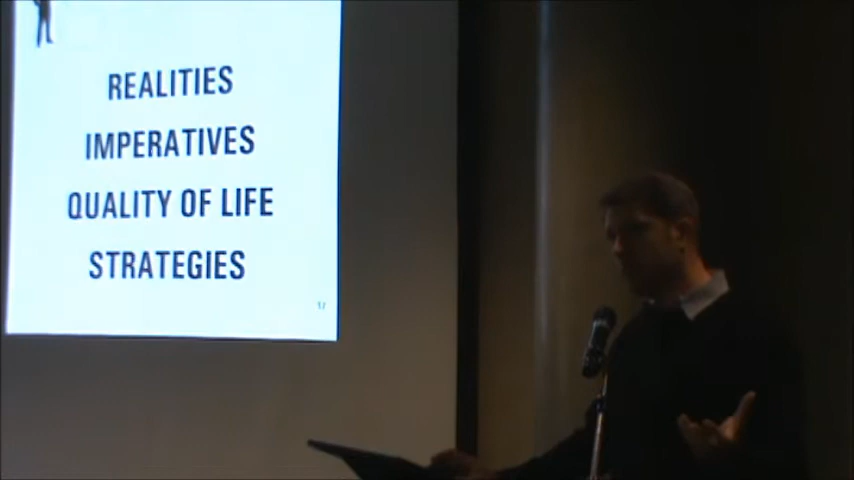 REALITIES
IMPERATIVES
QUALITY OF LIFE
STRATEGIES